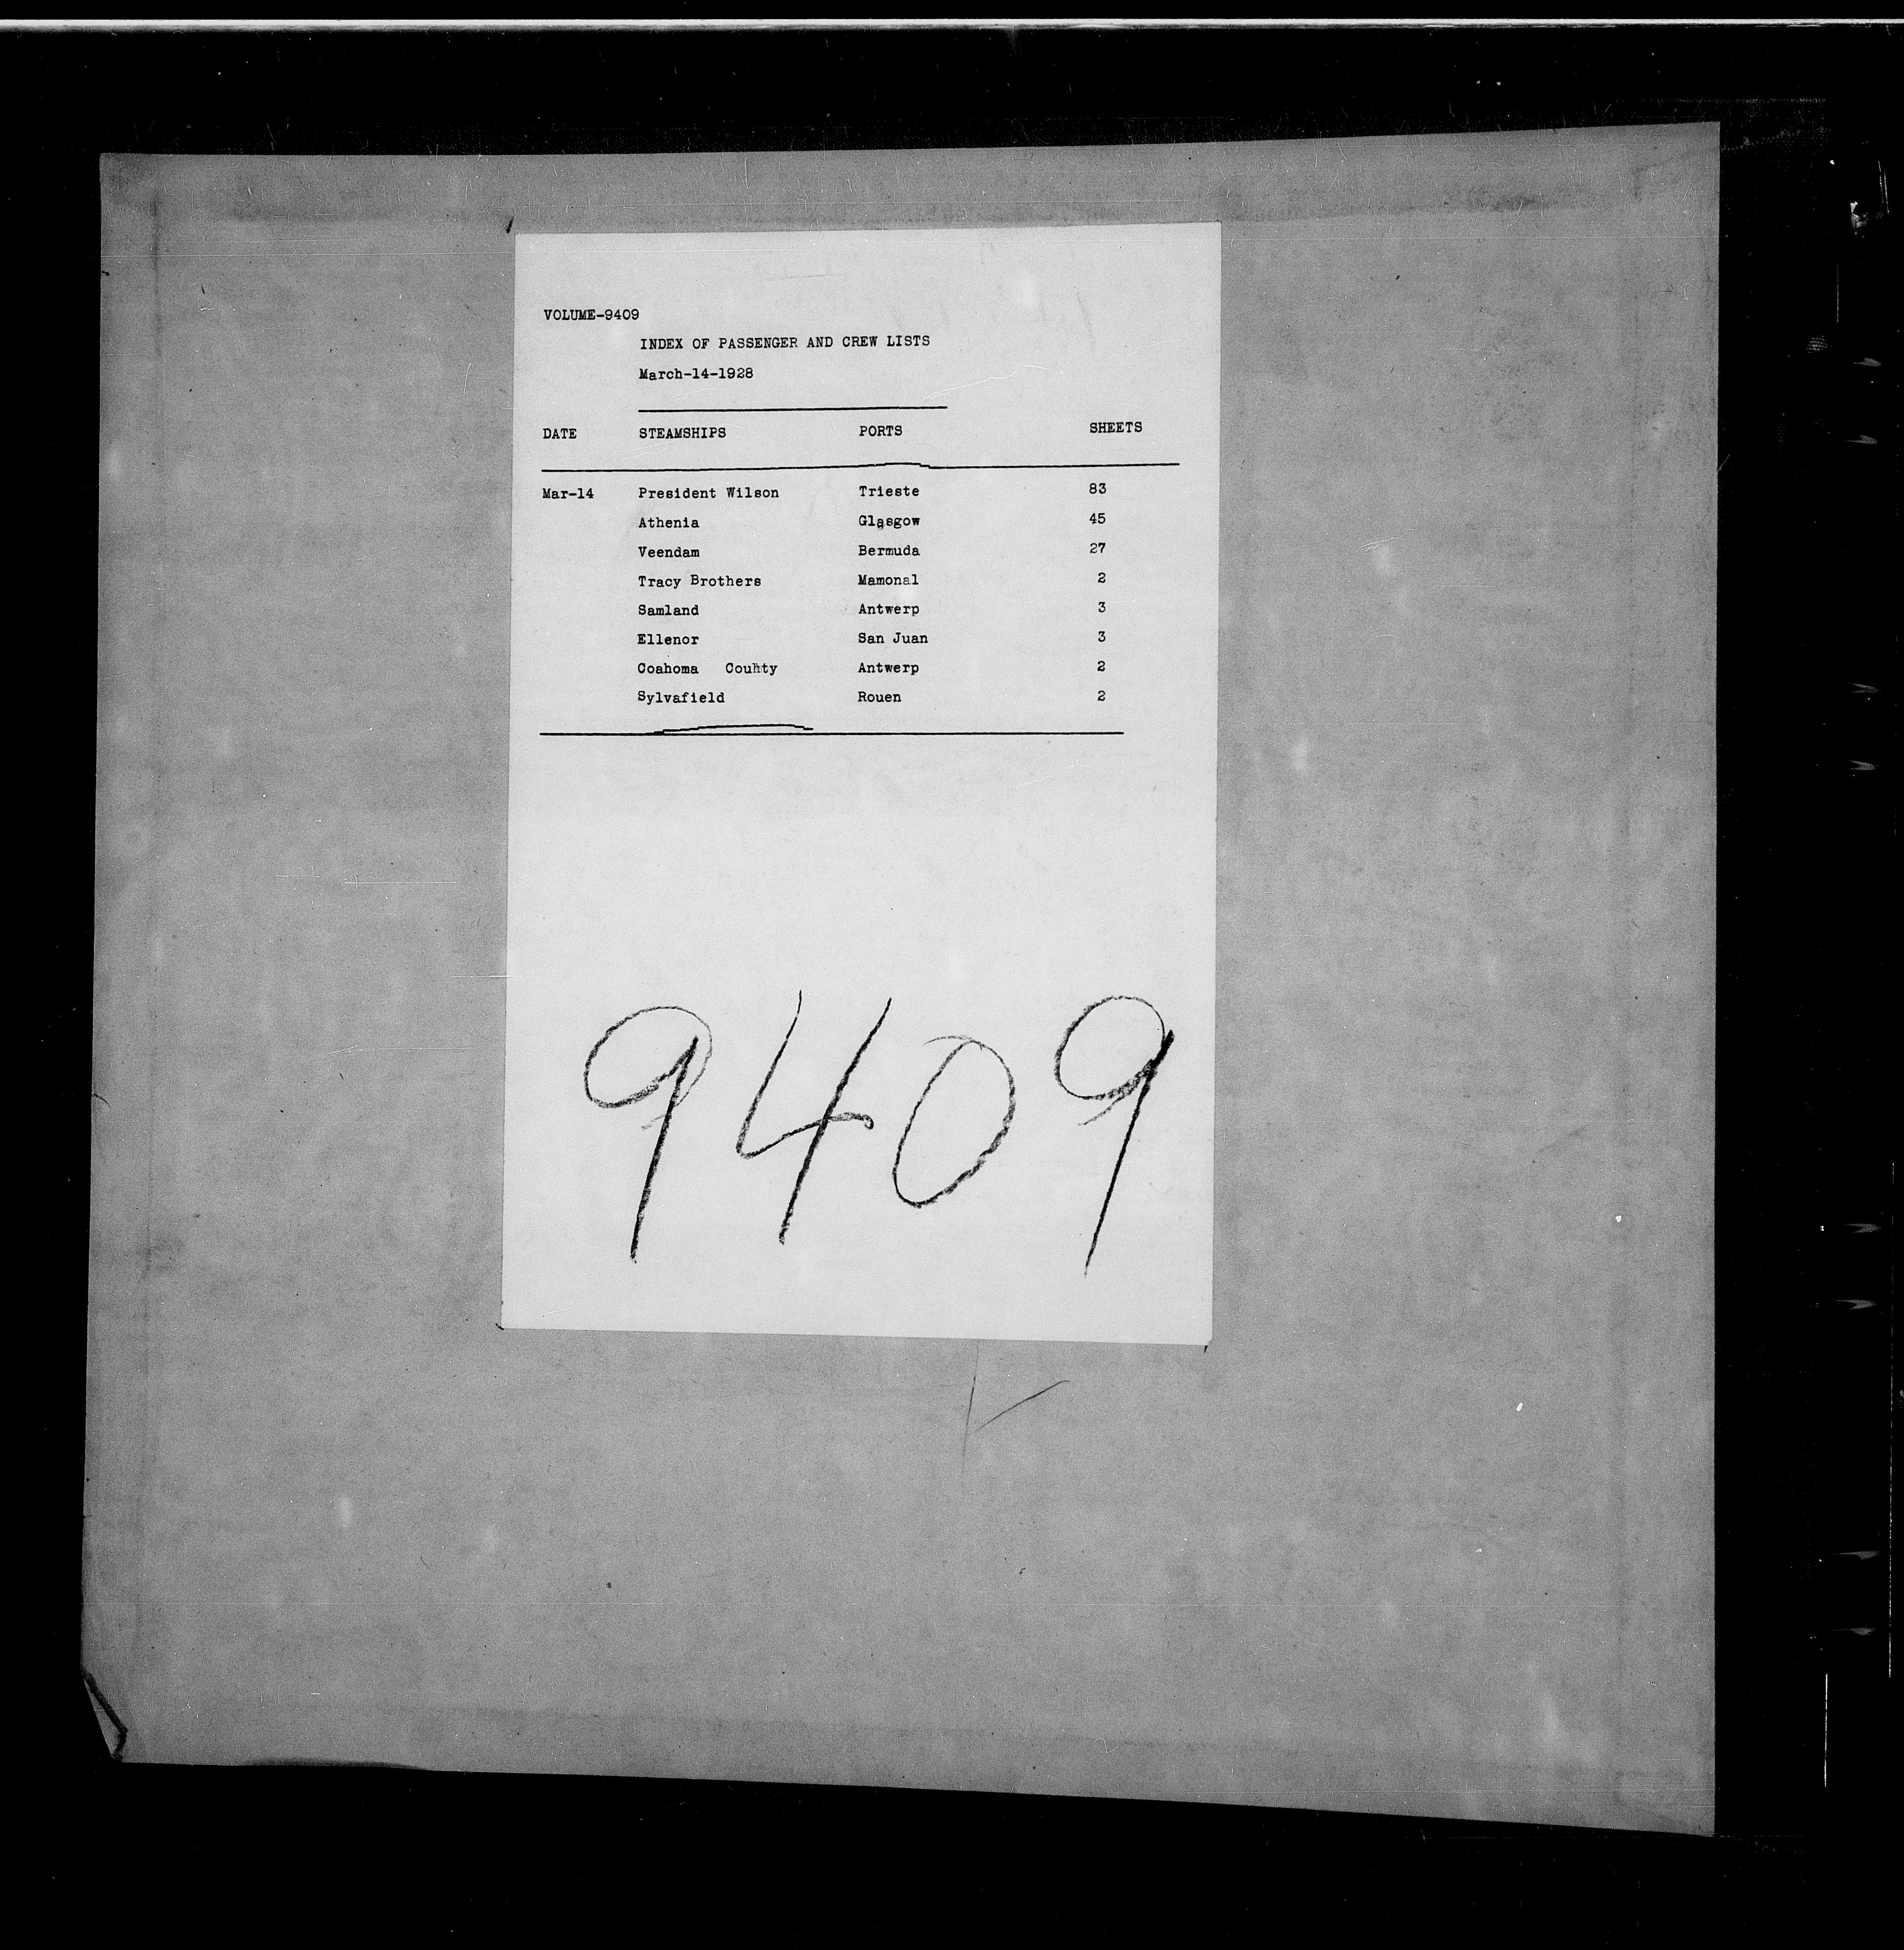 VOLUME-9409
INDEX OF PASSENGER AND CREW LISTS
March-14-1928
DATE STEAMSHIPS PORTS SHEETS
Mar-14 President Wilson Trieste 83
Athenia Glasgow 45
Veendam Bermuda 27
Tracy Brothers Mamonal 2
Samland Antwerp 3
Ellenor San Juan 3
Coahoma County Antwerp 2
Sylvafield Rouen 2
9409